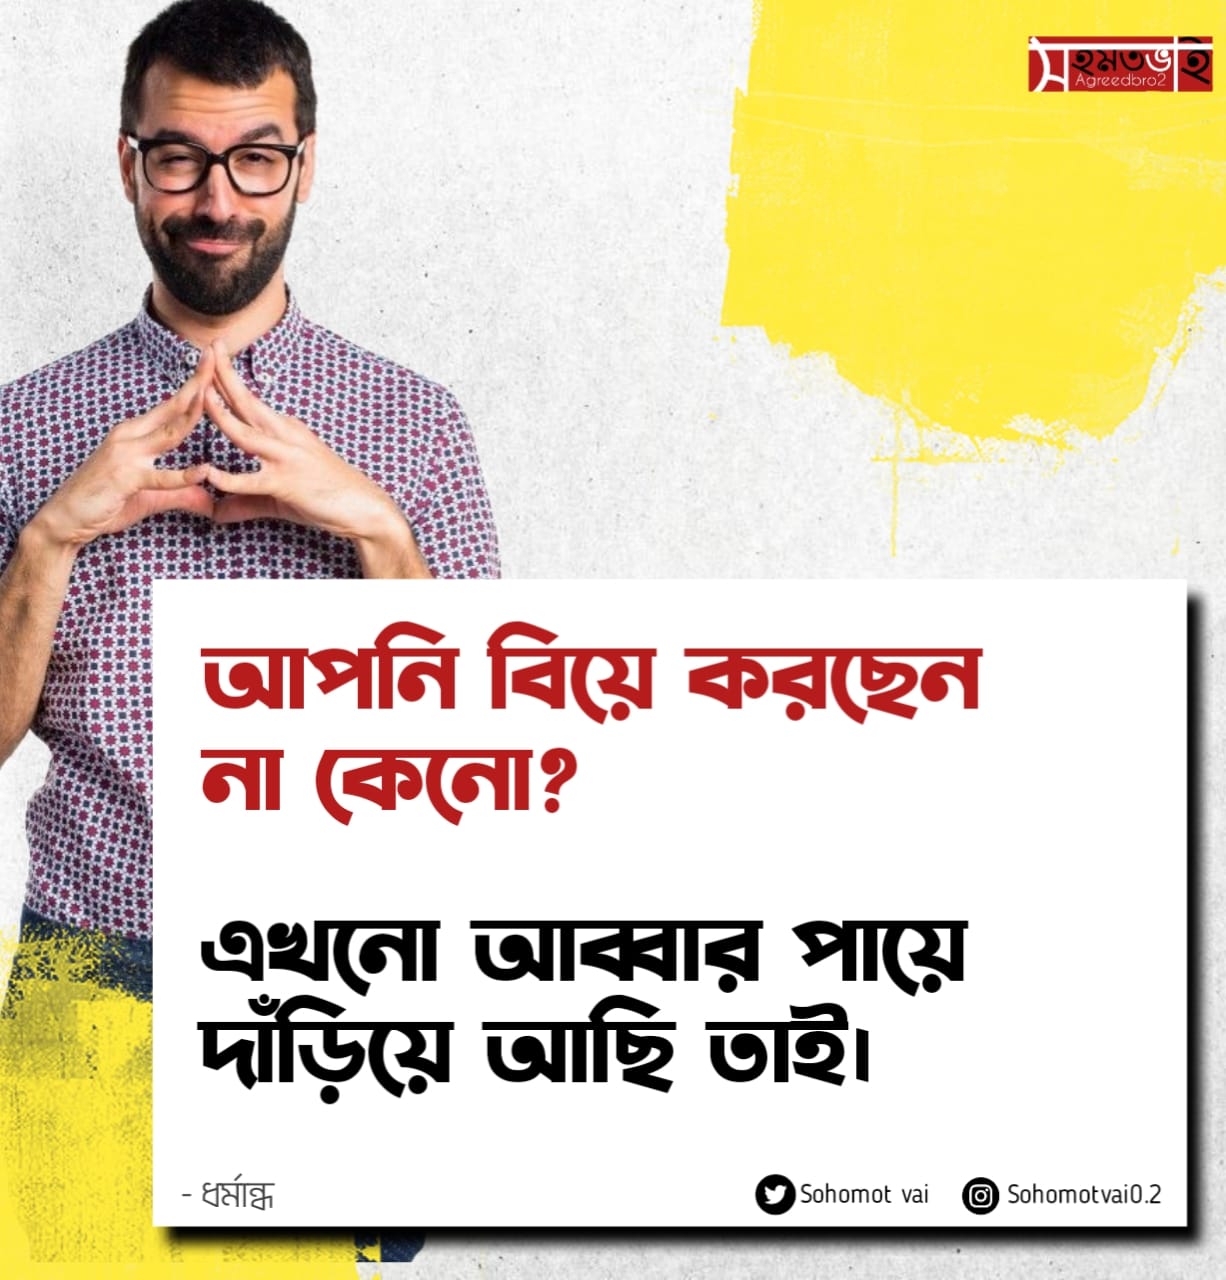 সহমতভাই
Agreedbro2
আপনি বিয়ে করছেন
না কেনো?
এখনো আব্বার পায়ে
দাঁড়িয়ে আছি তাই।
- ধর্মান্ধ
Sohomot vai
Sohomotvai0.2